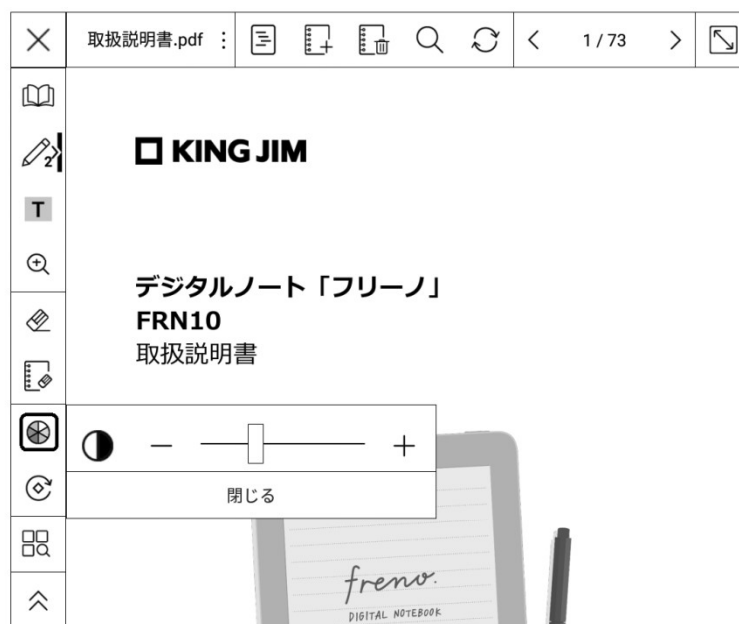 取扱説明書.pdf
1 / 73
2
T
KING JIM
デジタルノート「フリーノ」
FRN10
取扱説明書
閉じる
freno.
DIGITAL NOTEBOOK